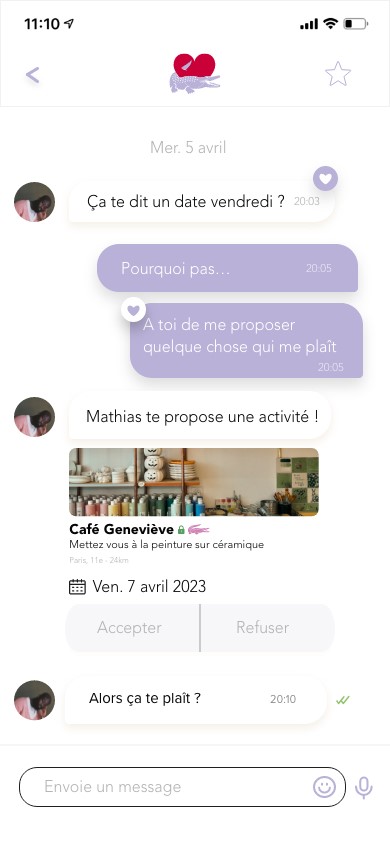 11:10
Mer. 5 avril
Ça te dit un date vendredi ? 20:03
Pourquoi pas... 20:05
A toi de me proposer
quelque chose qui me plaît
20:05
Mathias te propose une activité !
Café Geneviève
Mettez vous à la peinture sur céramique
Paris, 11e - 24km
Ven. 7 avril 2023
Accepter Refuser
Alors ça te plaît ? 20:10
Envoie un message